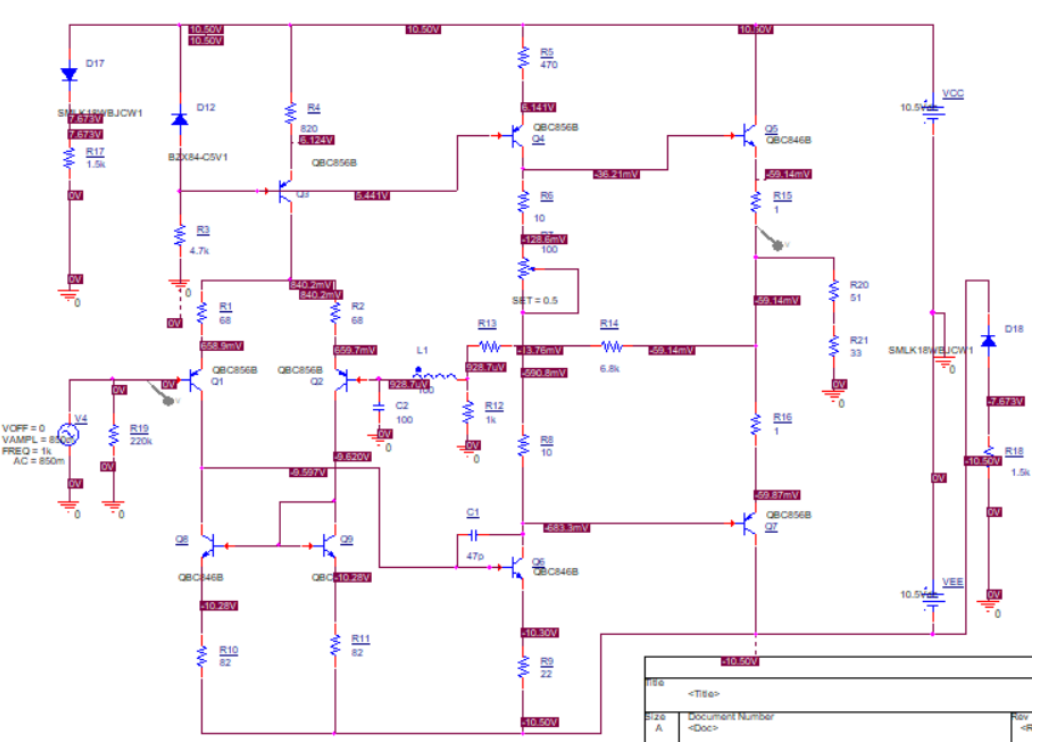 10.50V
10.50V
10.50V
10.50V
D17
SMLK18WBJCW1
7.673V
7.673V
R17
1.5k
0V
0V
0
D12
BZX84-C5V1
R3
4.7k
0
0V
R4
820
6.124V
QBC856B
Q3
5.441V
R5
470
6.141V
QBC856B
Q4
-36.21mV
R6
10
-128.6mV
100
SET = 0.5
Q5
QBC846B
-59.14mV
R15
1
V
VCC
R20
51
R21
33
0V
0
-59.14mV
0
SMLK18WBJCW1
D18
-7.673V
R18
1.5k
-10.50V
0V
0V
0V
0
840.2mV
840.2mV
R1
68
R2
68
658.9mV
659.7mV
QBC856B
Q1
QBC856B
Q2
0V
V
L1
928.7uV
R13
928.7uV
-13.76mV
R14
6.8k
-59.14mV
-590.8mV
C2
100
0V
0
R12
1k
0V
0
R8
10
R16
1
-59.87mV
QBC856B
Q7
VOFF = 0
FREQ = 1k
AC = 850m
V4
0V
R19
220k
0V
0V
0
0
-9.597V
-9.620V
C1
47p
-683.3mV
Q6
QBC846B
Q8
QBC846B
Q9
-10.28V
-10.28V
R10
82
R11
82
-10.30V
R9
22
-10.50V
-10.50V
VEE
Title
<Title>
Size
A
Document Number
<Doc>
Rev